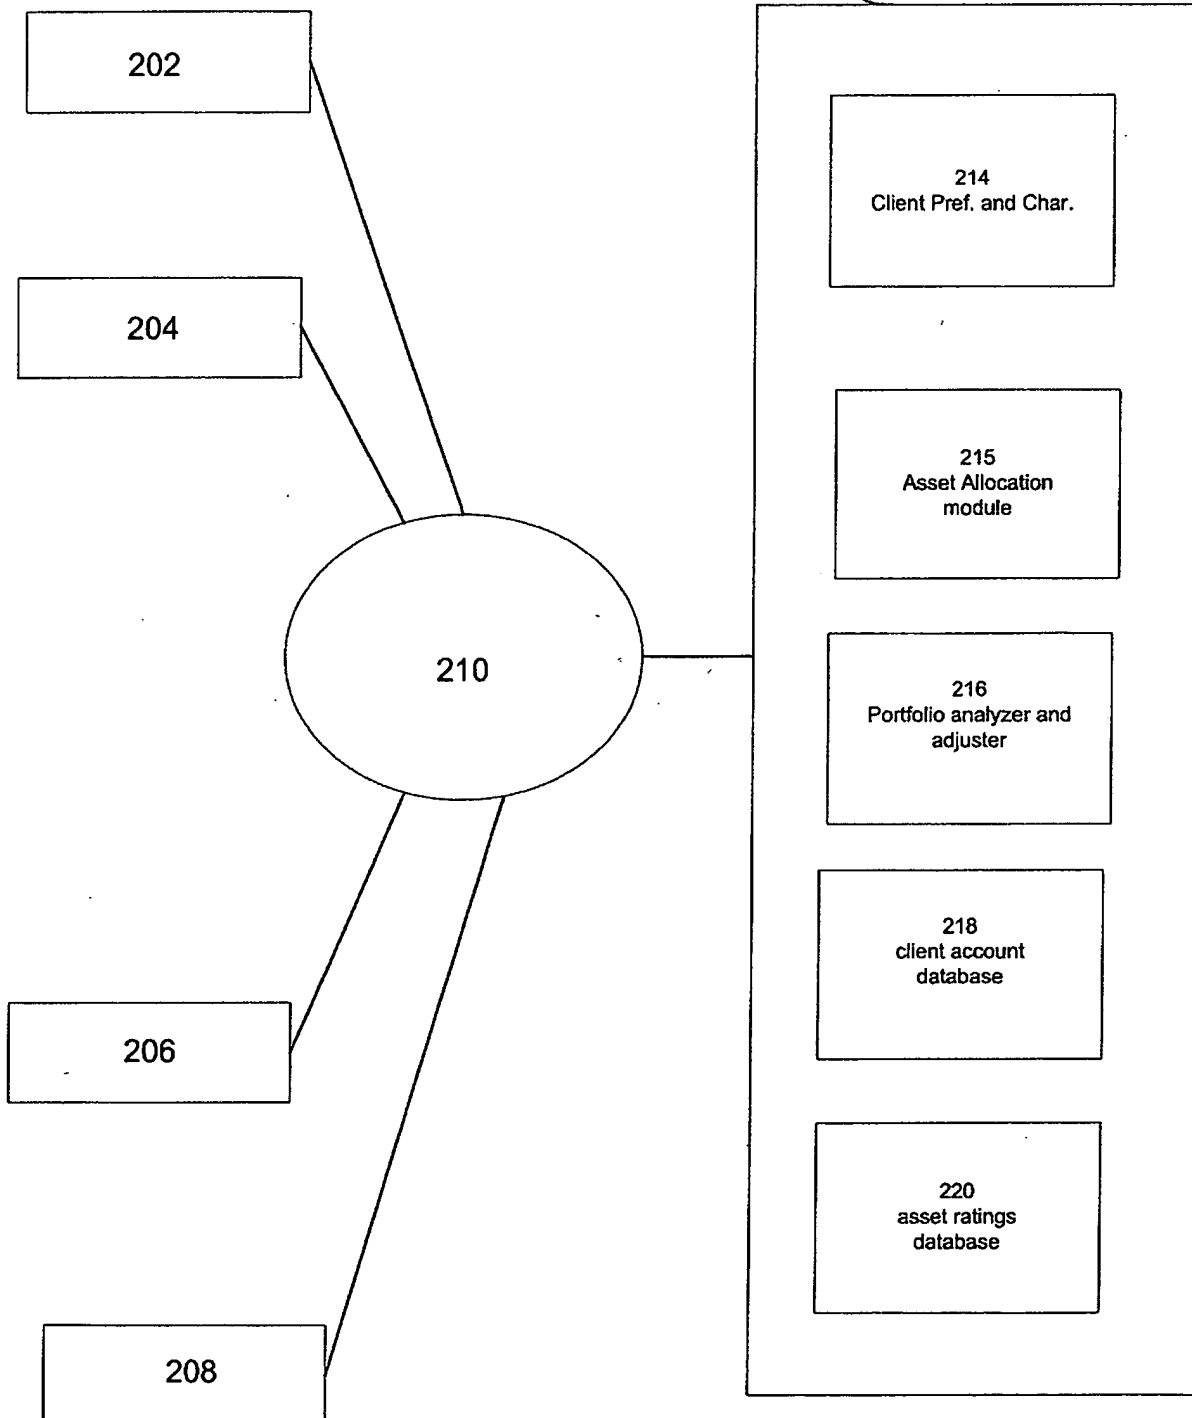 202
204
210
206
208
214
Client Pref. and Char.
215
Asset Allocation
module
216
Portfolio analyzer and
adjuster
218
client account
database
220
asset ratings
database